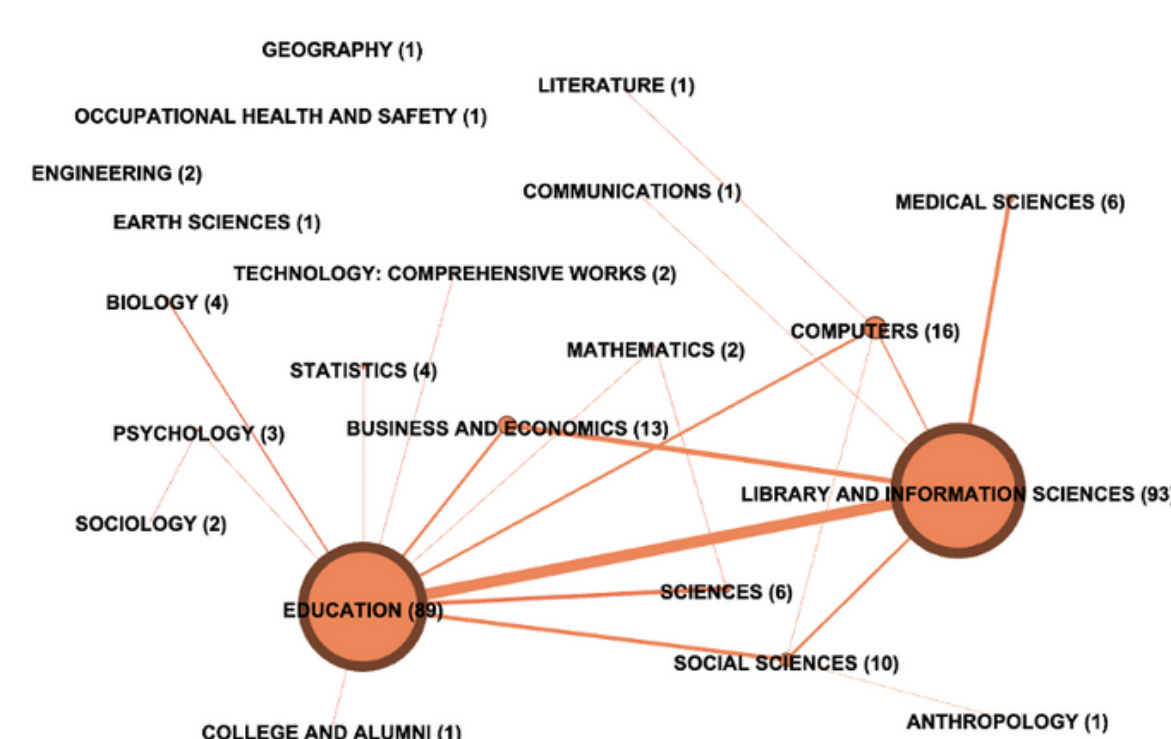 GEOGRAPHY (1)
LITERATURE (1)
OCCUPATIONAL HEALTH AND SAFETY (1)
ENGINEERING (2)
COMMUNICATIONS (1)
MEDICAL SCIENCES (6)
EARTH SCIENCES (1)
TECHNOLOGY: COMPREHENSIVE WORKS (2)
BIOLOGY (4)
COMPUTERS (16)
MATHEMATICS (2)
STATISTICS (4)
BUSINESS AND ECONOMICS (13)
PSYCHOLOGY (3)
LIBRARY AND INFORMATION SCIENCES (93)
SOCIOLOGY (2)
SCIENCES (6)
EDUCATION (89)
SOCIAL SCIENCES (10)
ANTHROPOLOGY (1)
COLLEGE AND ALUMNI (1)